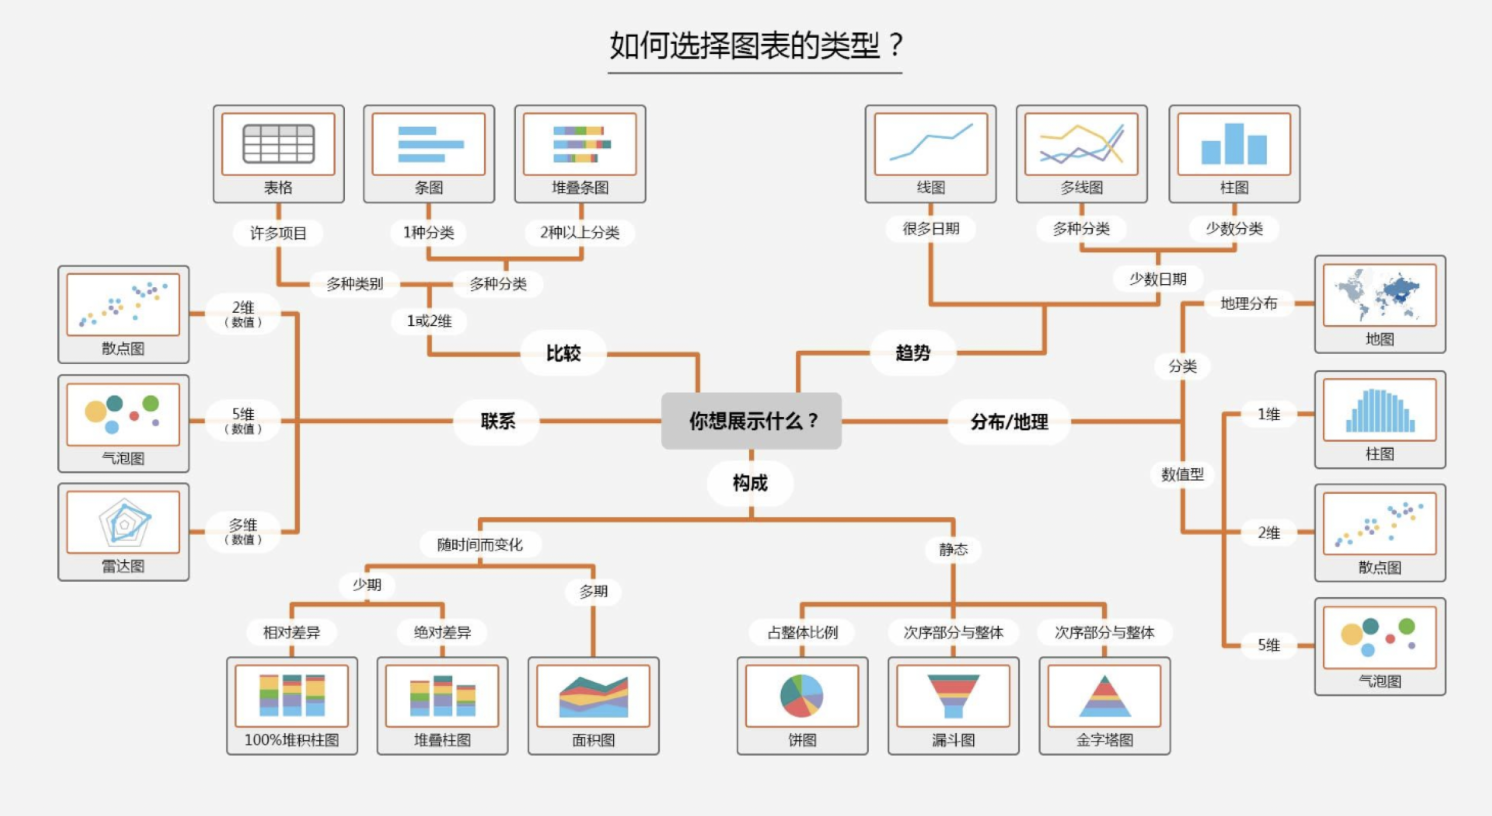 如何选择图表的类型？
表格
条图
堆叠条图
线图
多线图
柱图
许多项目
1种分类
2种以上分类
很多日期
多种分类
少数分类
多种类别
多种分类
少数日期
1或2维
地理分布
地图
散点图
2维
（数值）
比较
趋势
分类
气泡图
5维
（数值）
联系
你想展示什么？
分布/地理
1维
柱图
数值型
构成
雷达图
多维
（数值）
2维
散点图
随时间而变化
静态
少期
多期
相对差异
绝对差异
占整体比例
次序部分与整体
次序部分与整体
5维
气泡图
100%堆积柱图
堆叠柱图
面积图
饼图
漏斗图
金字塔图